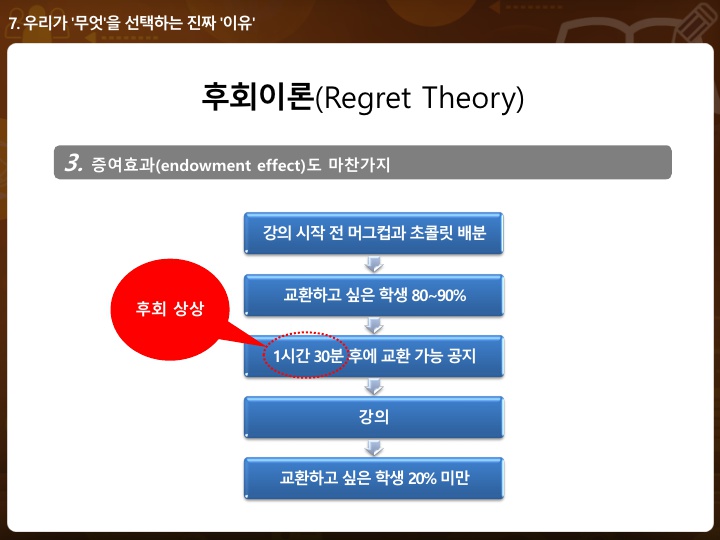 7. 우리가 '무엇'을 선택하는 진짜 '이유'
후회이론(Regret Theory)
3. 증여효과(endowment effect)도 마찬가지
강의 시작 전 머그컵과 초콜릿 배분
교환하고 싶은 학생 80~90%
후회 상상
1시간 30분 후에 교환 가능 공지
강의
교환하고 싶은 학생 20% 미만